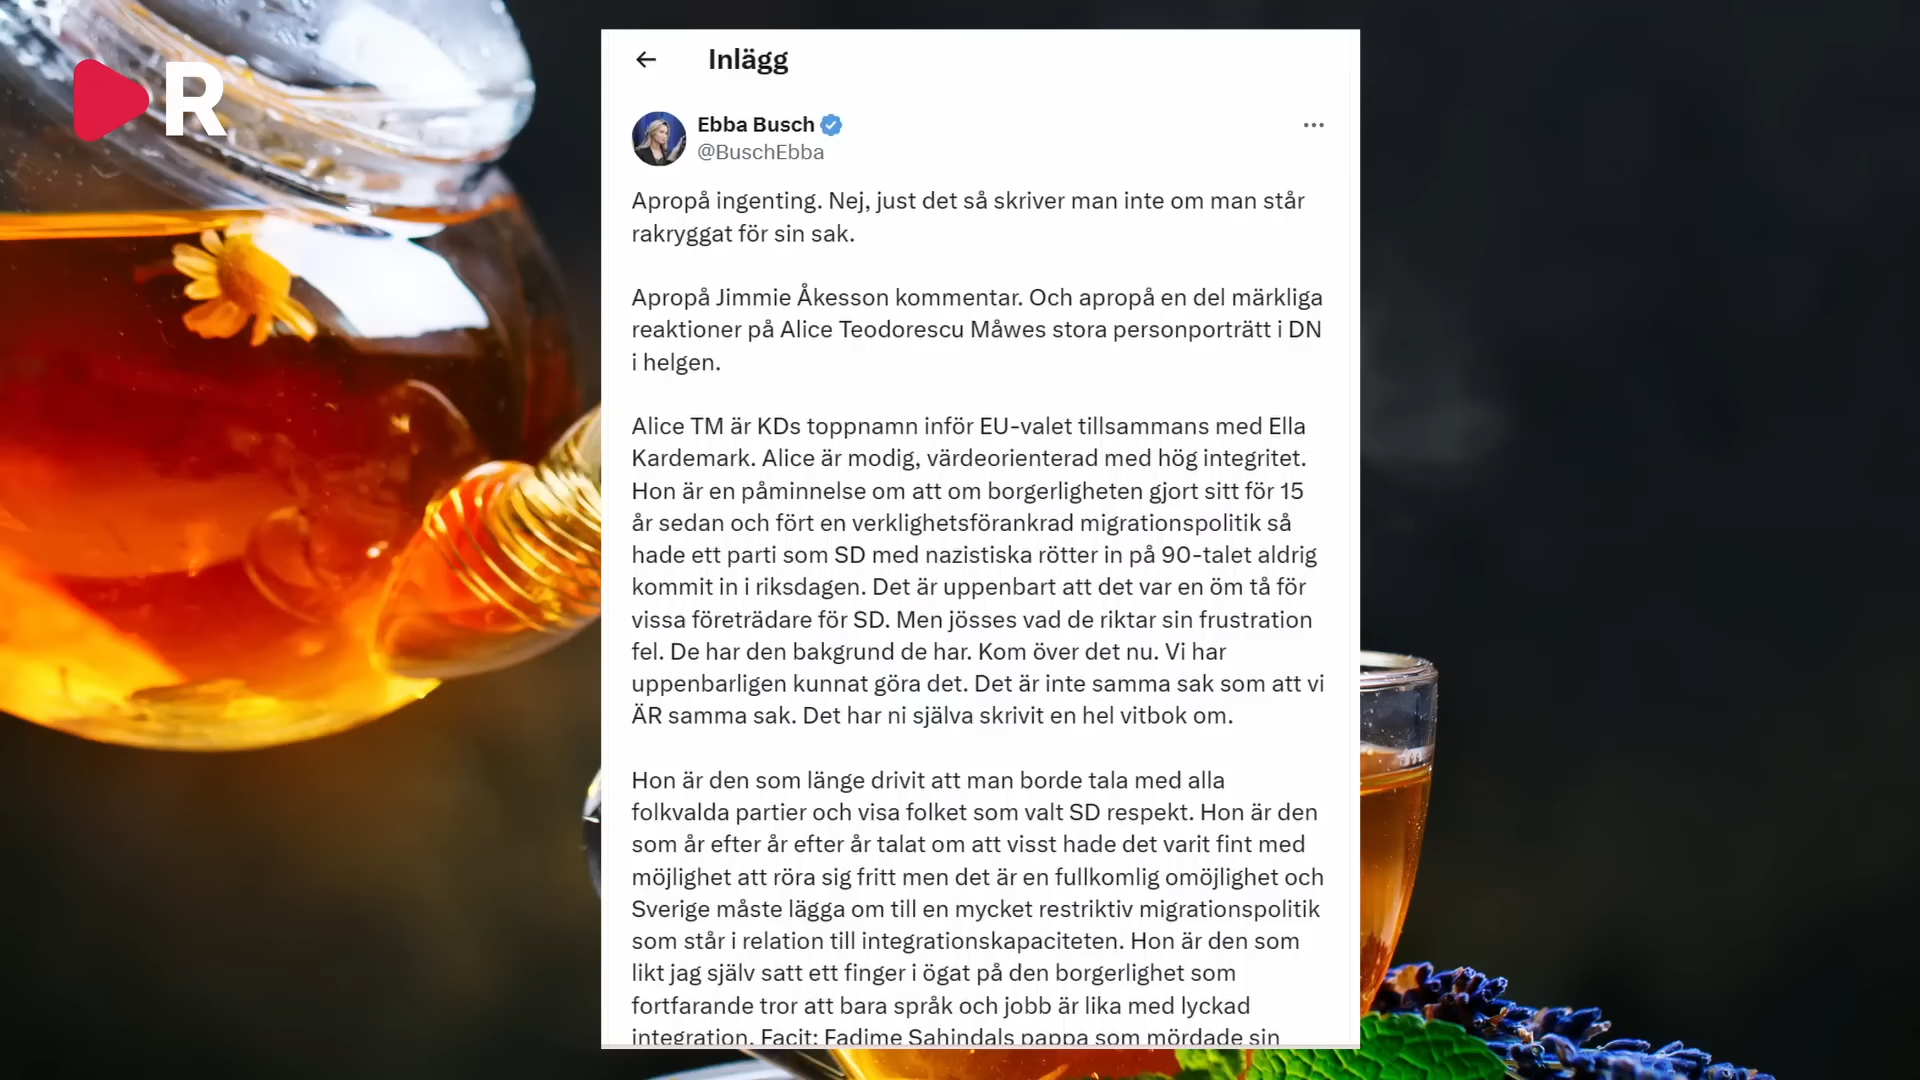 R
Inlägg
Ebba Busch
@BuschEbba
Apropå ingenting. Nej, just det så skriver man inte om man står
rakryggat för sin sak.
Apropå Jimmie Åkesson kommentar. Och apropå en del märkliga
reaktioner på Alice Teodorescu Måwes stora personporträtt i DN
i helgen.
Alice TM är KDs toppnamn inför EU-valet tillsammans med Ella
Kardemark. Alice är modig, värdeorienterad med hög integritet.
Hon är en påminnelse om att om borgerligheten gjort sitt för 15
år sedan och fört en verklighetsförankrad migrationspolitik så
hade ett parti som SD med nazistiska rötter in på 90-talet aldrig
kommit in i riksdagen. Det är uppenbart att det var en öm tå för
vissa företrädare för SD. Men jösses vad de riktar sin frustration
fel. De har den bakgrund de har. Kom över det nu. Vi har
uppenbarligen kunnat göra det. Det är inte samma sak som att vi
ÄR samma sak. Det har ni själva skrivit en hel vitbok om.
Hon är den som länge drivit att man borde tala med alla
folkvalda partier och visa folket som valt SD respekt. Hon är den
som år efter år efter år talat om att visst hade det varit fint med
möjlighet att röra sig fritt men det är en fullkomlig omöjlighet och
Sverige måste lägga om till en mycket restriktiv migrationspolitik
som står i relation till integrationskapaciteten. Hon är den som
likt jag själv satt ett finger i ögat på den borgerlighet som
fortfarande tror att bara språk och jobb är lika med lyckad
integration. Facit: Fadime Sahindals pappa som mördade sin